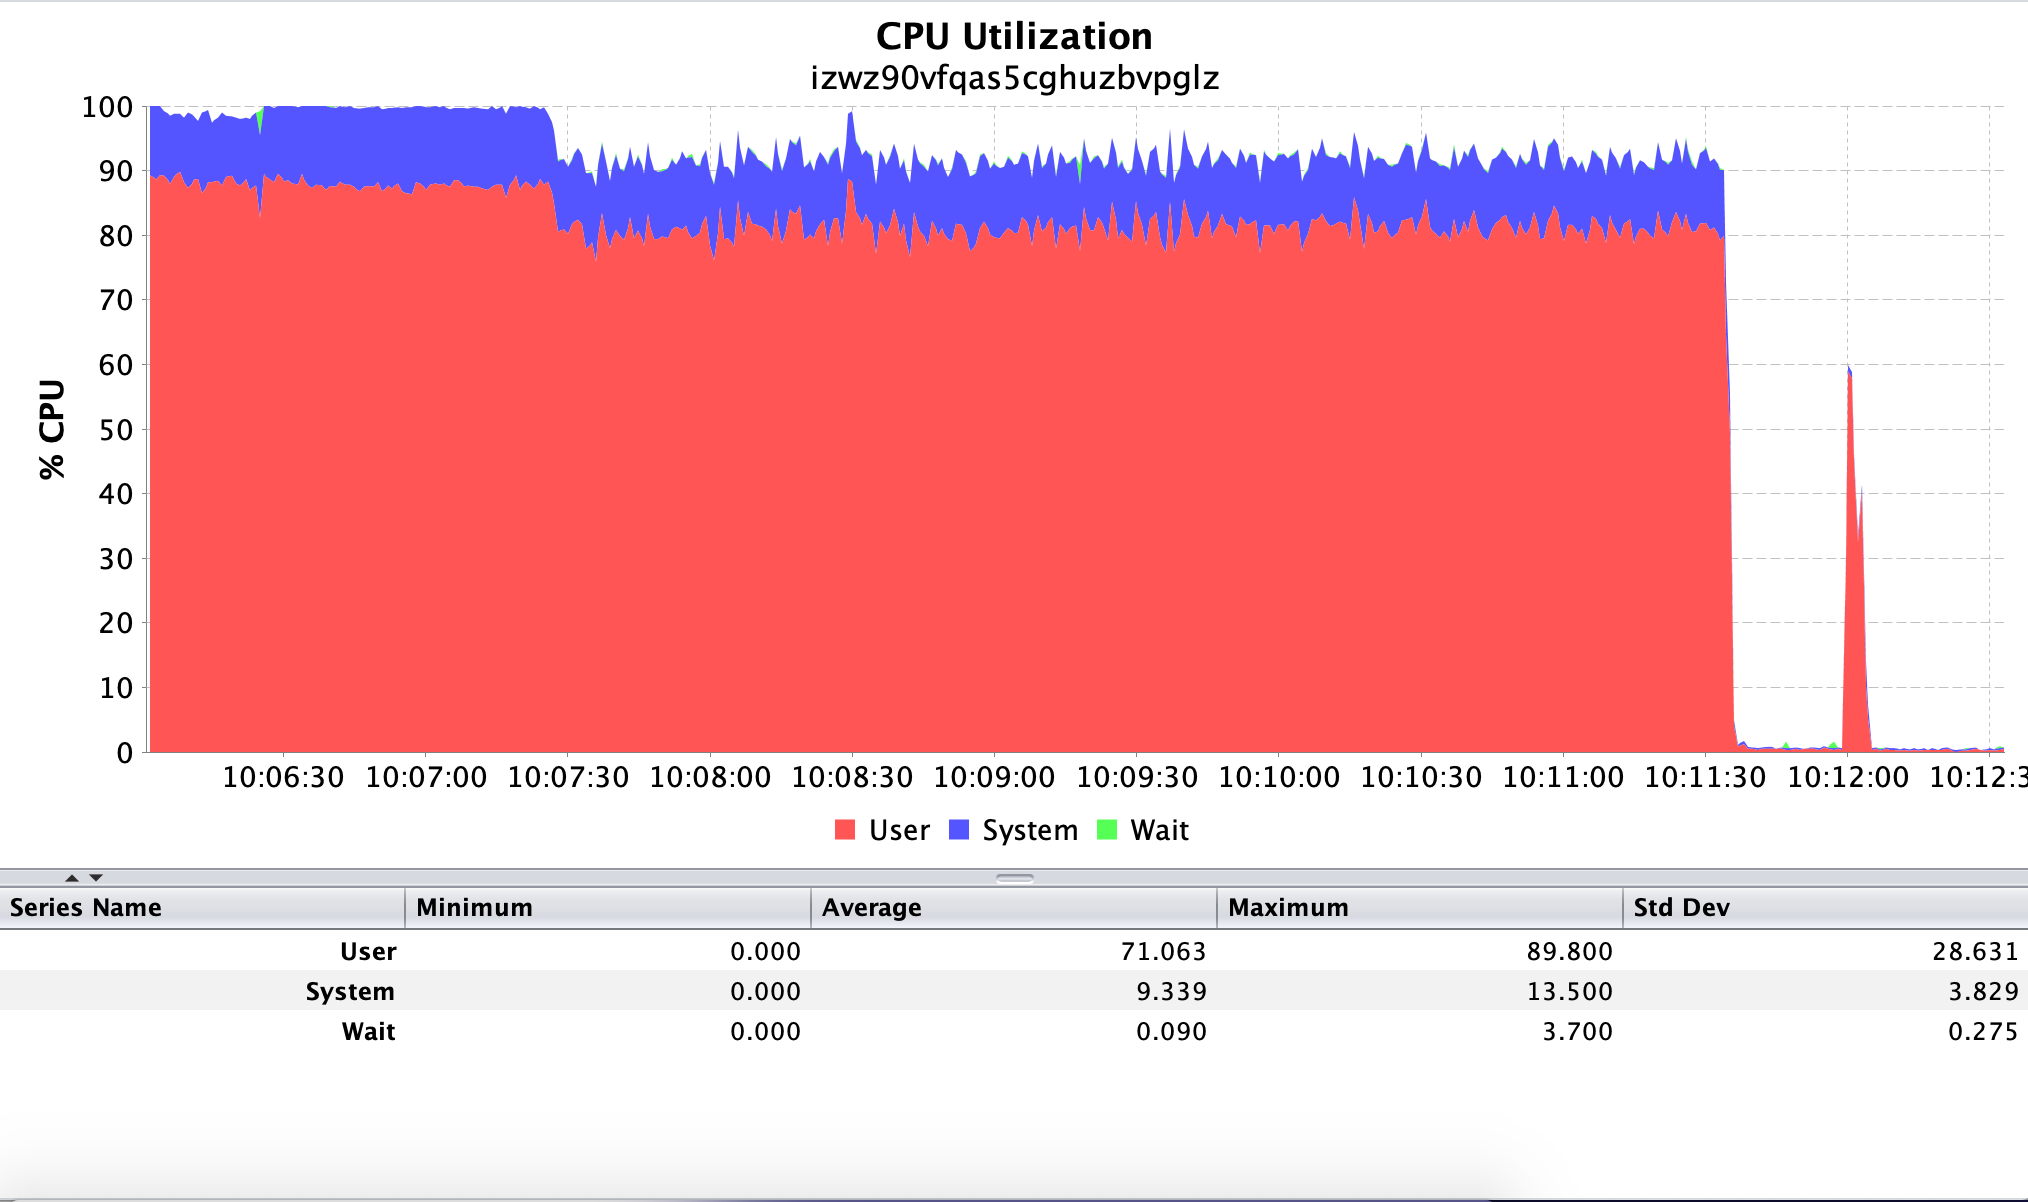 CPU Utilization
izwz90vfqas5cghuzbvpglz
% CPU
100
90
80
70
60
50
40
30
20
10
0
10:06:30 10:07:00 10:07:30 10:08:00 10:08:30 10:09:00 10:09:30 10:10:00 10:10:30 10:11:00 10:11:30 10:12:00 10:12:3
User System Wait
Series Name Minimum Average Maximum Std Dev
User 0.000 71.063 89.800 28.631
System 0.000 9.339 13.500 3.829
Wait 0.000 0.090 3.700 0.275